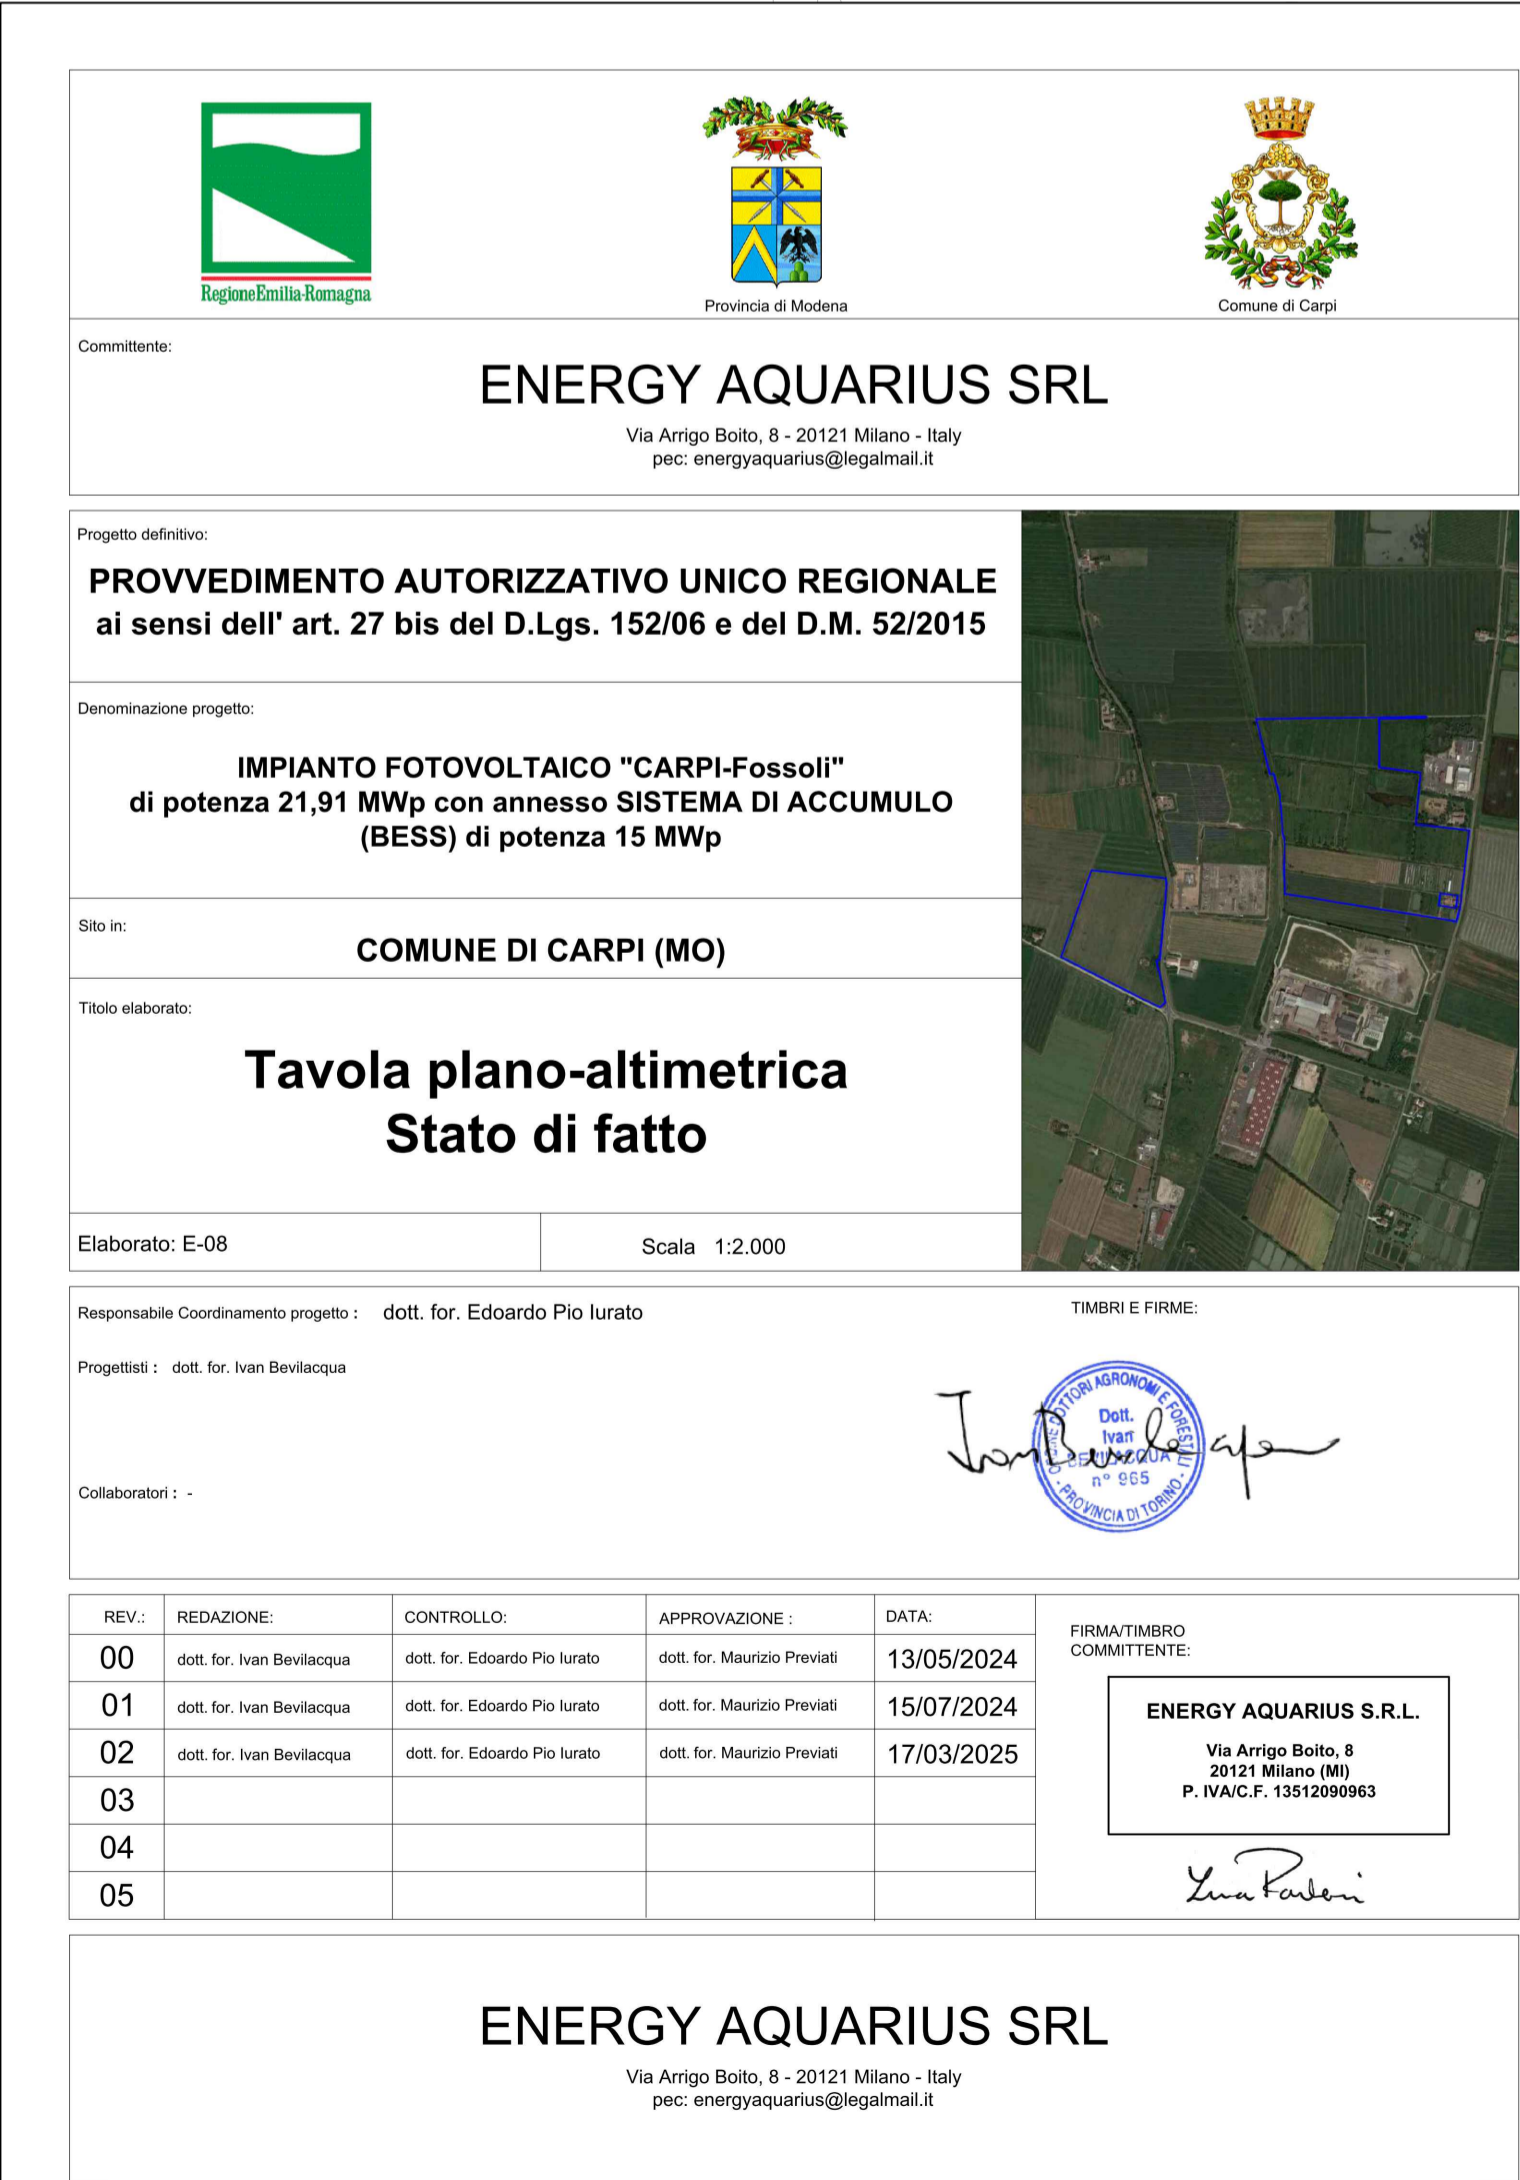 RegioneEmilia-Romagna
Provincia di Modena
Comune di Carpi
Committente:
ENERGY AQUARIUS SRL
Via Arrigo Boito, 8 - 20121 Milano - Italy
pec: energyaquarius@legalmail.it
Progetto definitivo:
PROVVEDIMENTO AUTORIZZATIVO UNICO REGIONALE
ai sensi dell' art. 27 bis del D.Lgs. 152/06 e del D.M. 52/2015
Denominazione progetto:
IMPIANTO FOTOVOLTAICO "CARPI-Fossoli"
di potenza 21,91 MWp con annesso SISTEMA DI ACCUMULO
(BESS) di potenza 15 MWp
Sito in:
COMUNE DI CARPI (MO)
Titolo elaborato:
Tavola plano-altimetrica
Stato di fatto
Elaborato: E-08
Scala 1:2.000
Responsabile Coordinamento progetto : dott. for. Edoardo Pio Iurato
Progettisti : dott. for. Ivan Bevilacqua
Collaboratori : -
TIMBRI E FIRME:
ORDINE DOTTORI AGRONOMI E FORESTALI
Dott.
Ivan
BEVILACQUA
n° 965
- PROVINCIA DI TORINO -
Ivan Bevilacqua
REV.: REDAZIONE: CONTROLLO: APPROVAZIONE : DATA:
00 dott. for. Ivan Bevilacqua dott. for. Edoardo Pio Iurato dott. for. Maurizio Previati 13/05/2024
01 dott. for. Ivan Bevilacqua dott. for. Edoardo Pio Iurato dott. for. Maurizio Previati 15/07/2024
02 dott. for. Ivan Bevilacqua dott. for. Edoardo Pio Iurato dott. for. Maurizio Previati 17/03/2025
03
04
05
FIRMA/TIMBRO
COMMITTENTE:
ENERGY AQUARIUS S.R.L.
Via Arrigo Boito, 8
20121 Milano (MI)
P. IVA/C.F. 13512090963
ENERGY AQUARIUS SRL
Via Arrigo Boito, 8 - 20121 Milano - Italy
pec: energyaquarius@legalmail.it